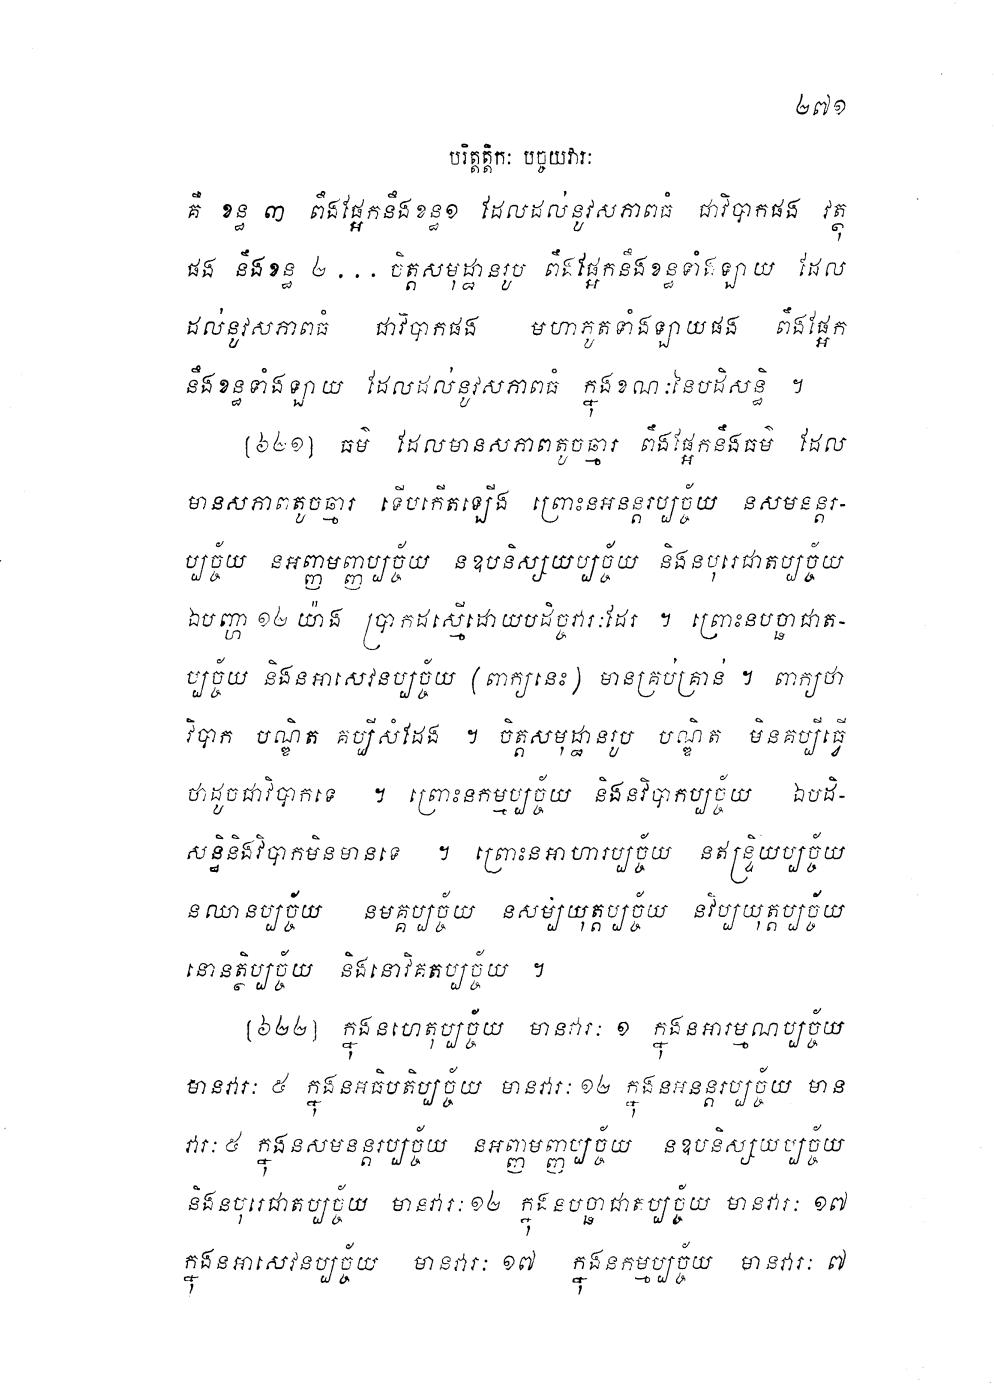 ២៧១
បរិត្តត្តិកៈ បច្ចយវារៈ
គឺ ខន្ធ ៣ ពឹងផ្អែកនឹងខន្ធ១ ដែលដល់នូវសភាពធំ ជាវិបាកផង វត្ថុ
ផង នឹងខន្ធ ២ ... ចិត្តសមុដ្ឋានរូប ពឹងផ្អែកនឹងខន្ធទាំងឡាយ ដែល
ដល់នូវសភាពធំ ជាវិបាកផង មហាភូតទាំងឡាយផង ពឹងផ្អែក
នឹងខន្ធទាំងឡាយ ដែលដល់នូវសភាពធំ ក្នុងខណៈនៃបដិសន្ធិ ។
(៦៤១) ធម៌ ដែលមានសភាពតូចធ្មារ ពឹងផ្អែកនឹងធម៌ ដែល
មានសភាពតូចធ្មារ ទើបកើតឡើង ព្រោះនអនន្តរប្បច្ច័យ នសមនន្តរ-
ប្បច្ច័យ នអញ្ញមញ្ញប្បច្ច័យ នឧបនិស្សយប្បច្ច័យ និងនបុរេជាតប្បច្ច័យ
ឯបញ្ហា ១២ យ៉ាង ប្រាកដស្មើដោយបដិច្ចវារៈដែរ ។ ព្រោះនបច្ឆាជាត-
ប្បច្ច័យ និងនអាសេវនប្បច្ច័យ (ពាក្យនេះ) មានគ្រប់គ្រាន់ ។ ពាក្យថា
វិបាក បណ្ឌិត គប្បីសំដែង ។ ចិត្តសមុដ្ឋានរូប បណ្ឌិត មិនគប្បីធ្វើ
ថាដូចជាវិបាកទេ ។ ព្រោះនកម្មប្បច្ច័យ និងនវិបាកប្បច្ច័យ ឯបដិ-
សន្ធិនិងវិបាកមិនមានទេ ។ ព្រោះនអាហារប្បច្ច័យ នឥន្ទ្រិយប្បច្ច័យ
នឈានប្បច្ច័យ នមគ្គប្បច្ច័យ នសម្បយុត្តប្បច្ច័យ នវិប្បយុត្តប្បច្ច័យ
នោនត្ថិប្បច្ច័យ និងនោវិគតប្បច្ច័យ ។
(៦៤២) ក្នុងនហេតុប្បច្ច័យ មានវារៈ ១ ក្នុងនអារម្មណប្បច្ច័យ
មានវារៈ ៥ ក្នុងនអធិបតិប្បច្ច័យ មានវារៈ ១២ ក្នុងនអនន្តរប្បច្ច័យ មាន
វារៈ ៥ ក្នុងនសមនន្តរប្បច្ច័យ នអញ្ញមញ្ញប្បច្ច័យ នឧបនិស្សយប្បច្ច័យ
និងនបុរេជាតប្បច្ច័យ មានវារៈ ១២ ក្នុងនបច្ឆាជាតប្បច្ច័យ មានវារៈ ១៧
ក្នុងនអាសេវនប្បច្ច័យ មានវារៈ ១៧ ក្នុងនកម្មប្បច្ច័យ មានវារៈ ៧